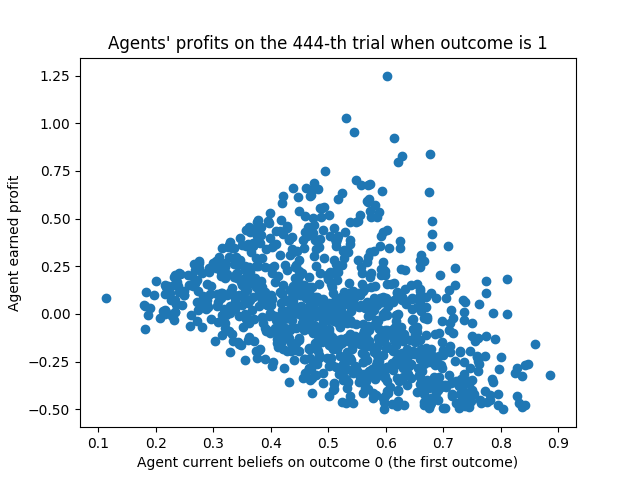 Agents' profits on the 444-th trial when outcome is 1
Agent earned profit
1.25
1.00
0.75
0.50
0.25
0.00
−0.25
−0.50
0.1 0.2 0.3 0.4 0.5 0.6 0.7 0.8 0.9
Agent current beliefs on outcome 0 (the first outcome)